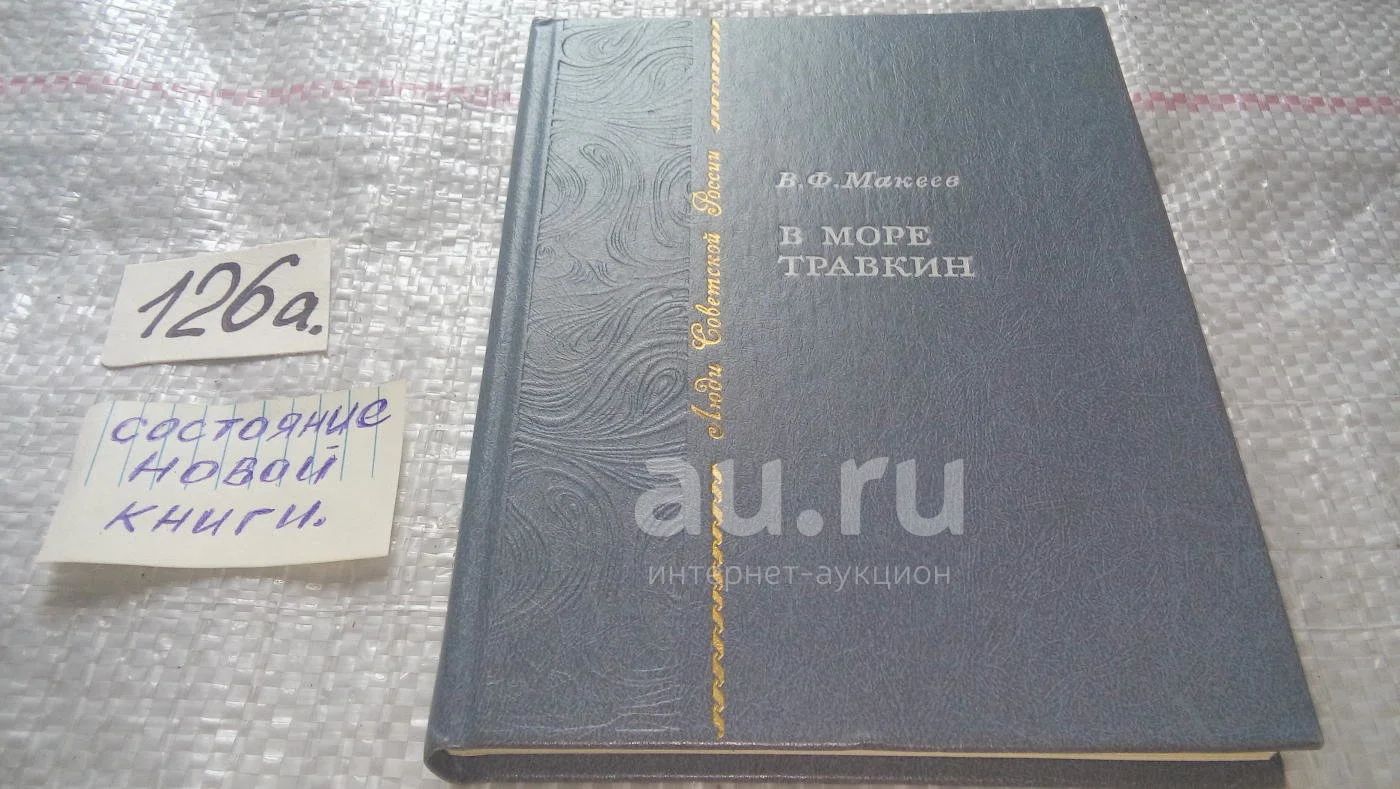 126а.
состояние
новой
книги.
Люди Советской России
В.Ф.Макеев
В МОРЕ
ТРАВКИН
au.ru
интернет-аукцион